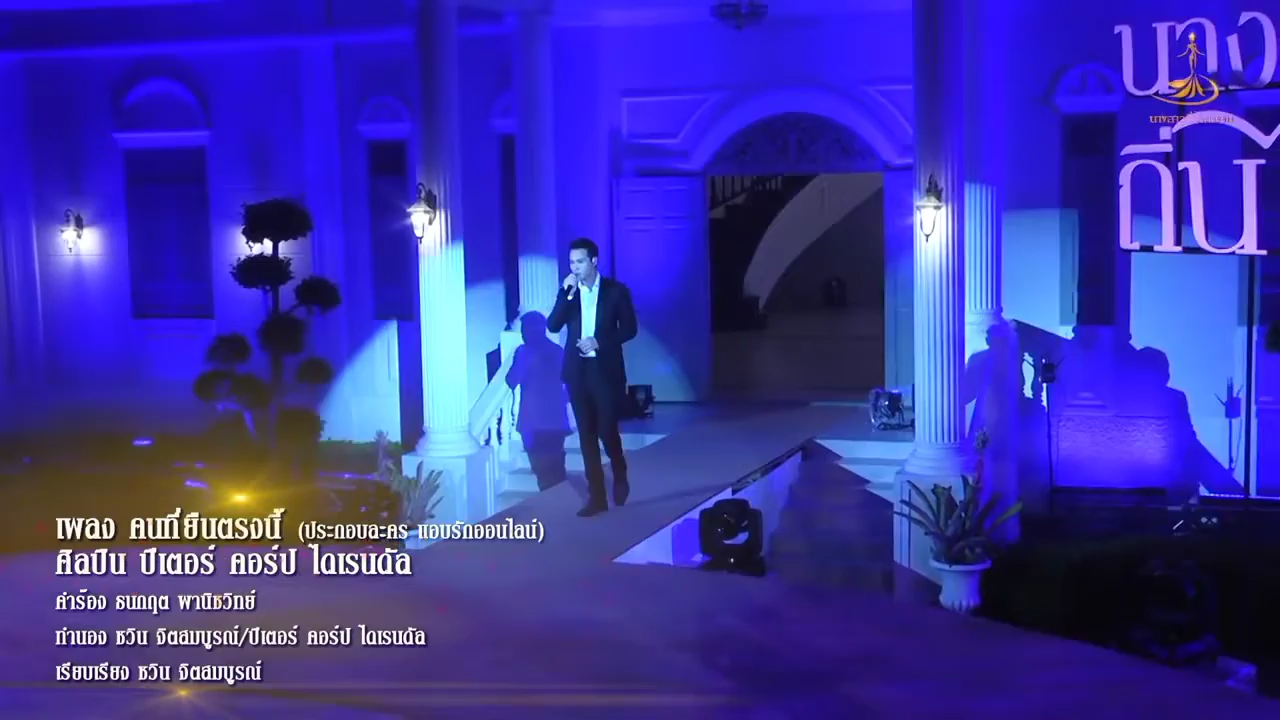 นาง
ถิ่น
เพลง คนที่ยืนตรงนี้ (ประกอบละคร แอบรักออนไลน์)
ศิลปิน ปีเตอร์ คอร์ป ไดเรนดัล
คำร้อง ธนกฤต พานิชวิทย์
ทำนอง ชวิน จิตสมบูรณ์/ปีเตอร์ คอร์ป ไดเรนดัล
เรียบเรียง ชวิน จิตสมบูรณ์